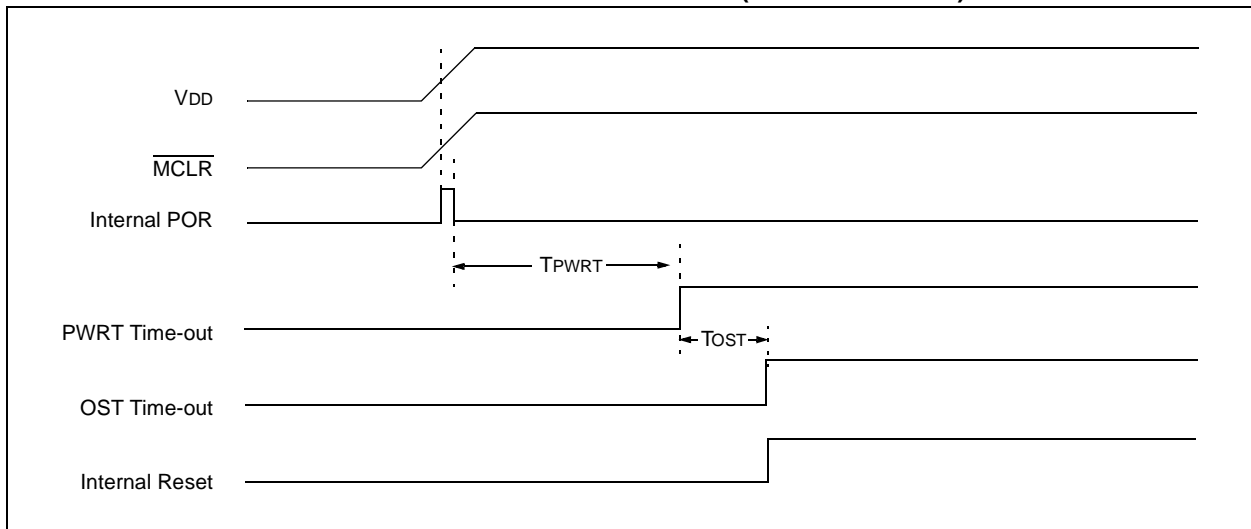 VDD
MCLR
Internal POR
TPWRT
PWRT Time-out
TOST
OST Time-out
Internal Reset